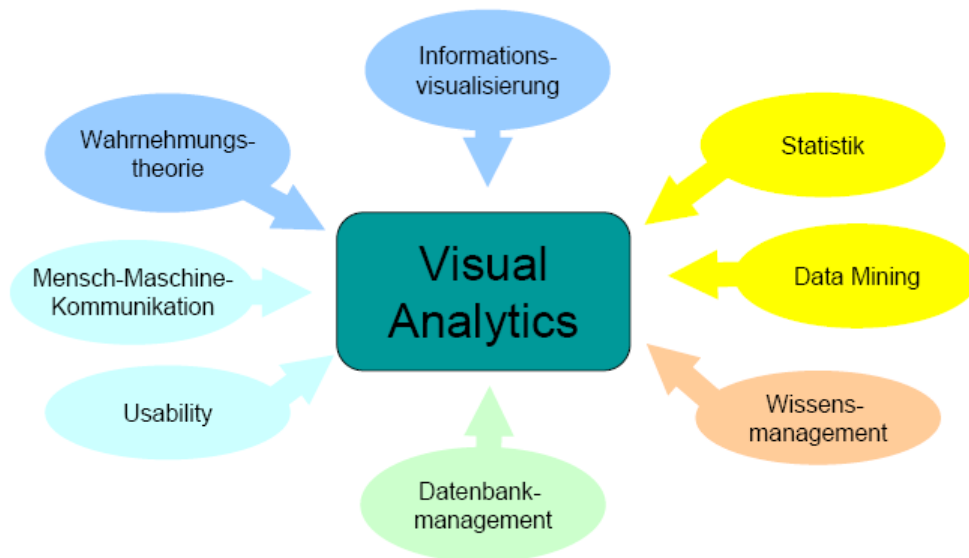 Informations-
visualisierung
Wahrnehmungs-
theorie
Statistik
Mensch-Maschine-
Kommunikation
Visual
Analytics
Data Mining
Usability
Wissens-
management
Datenbank-
management